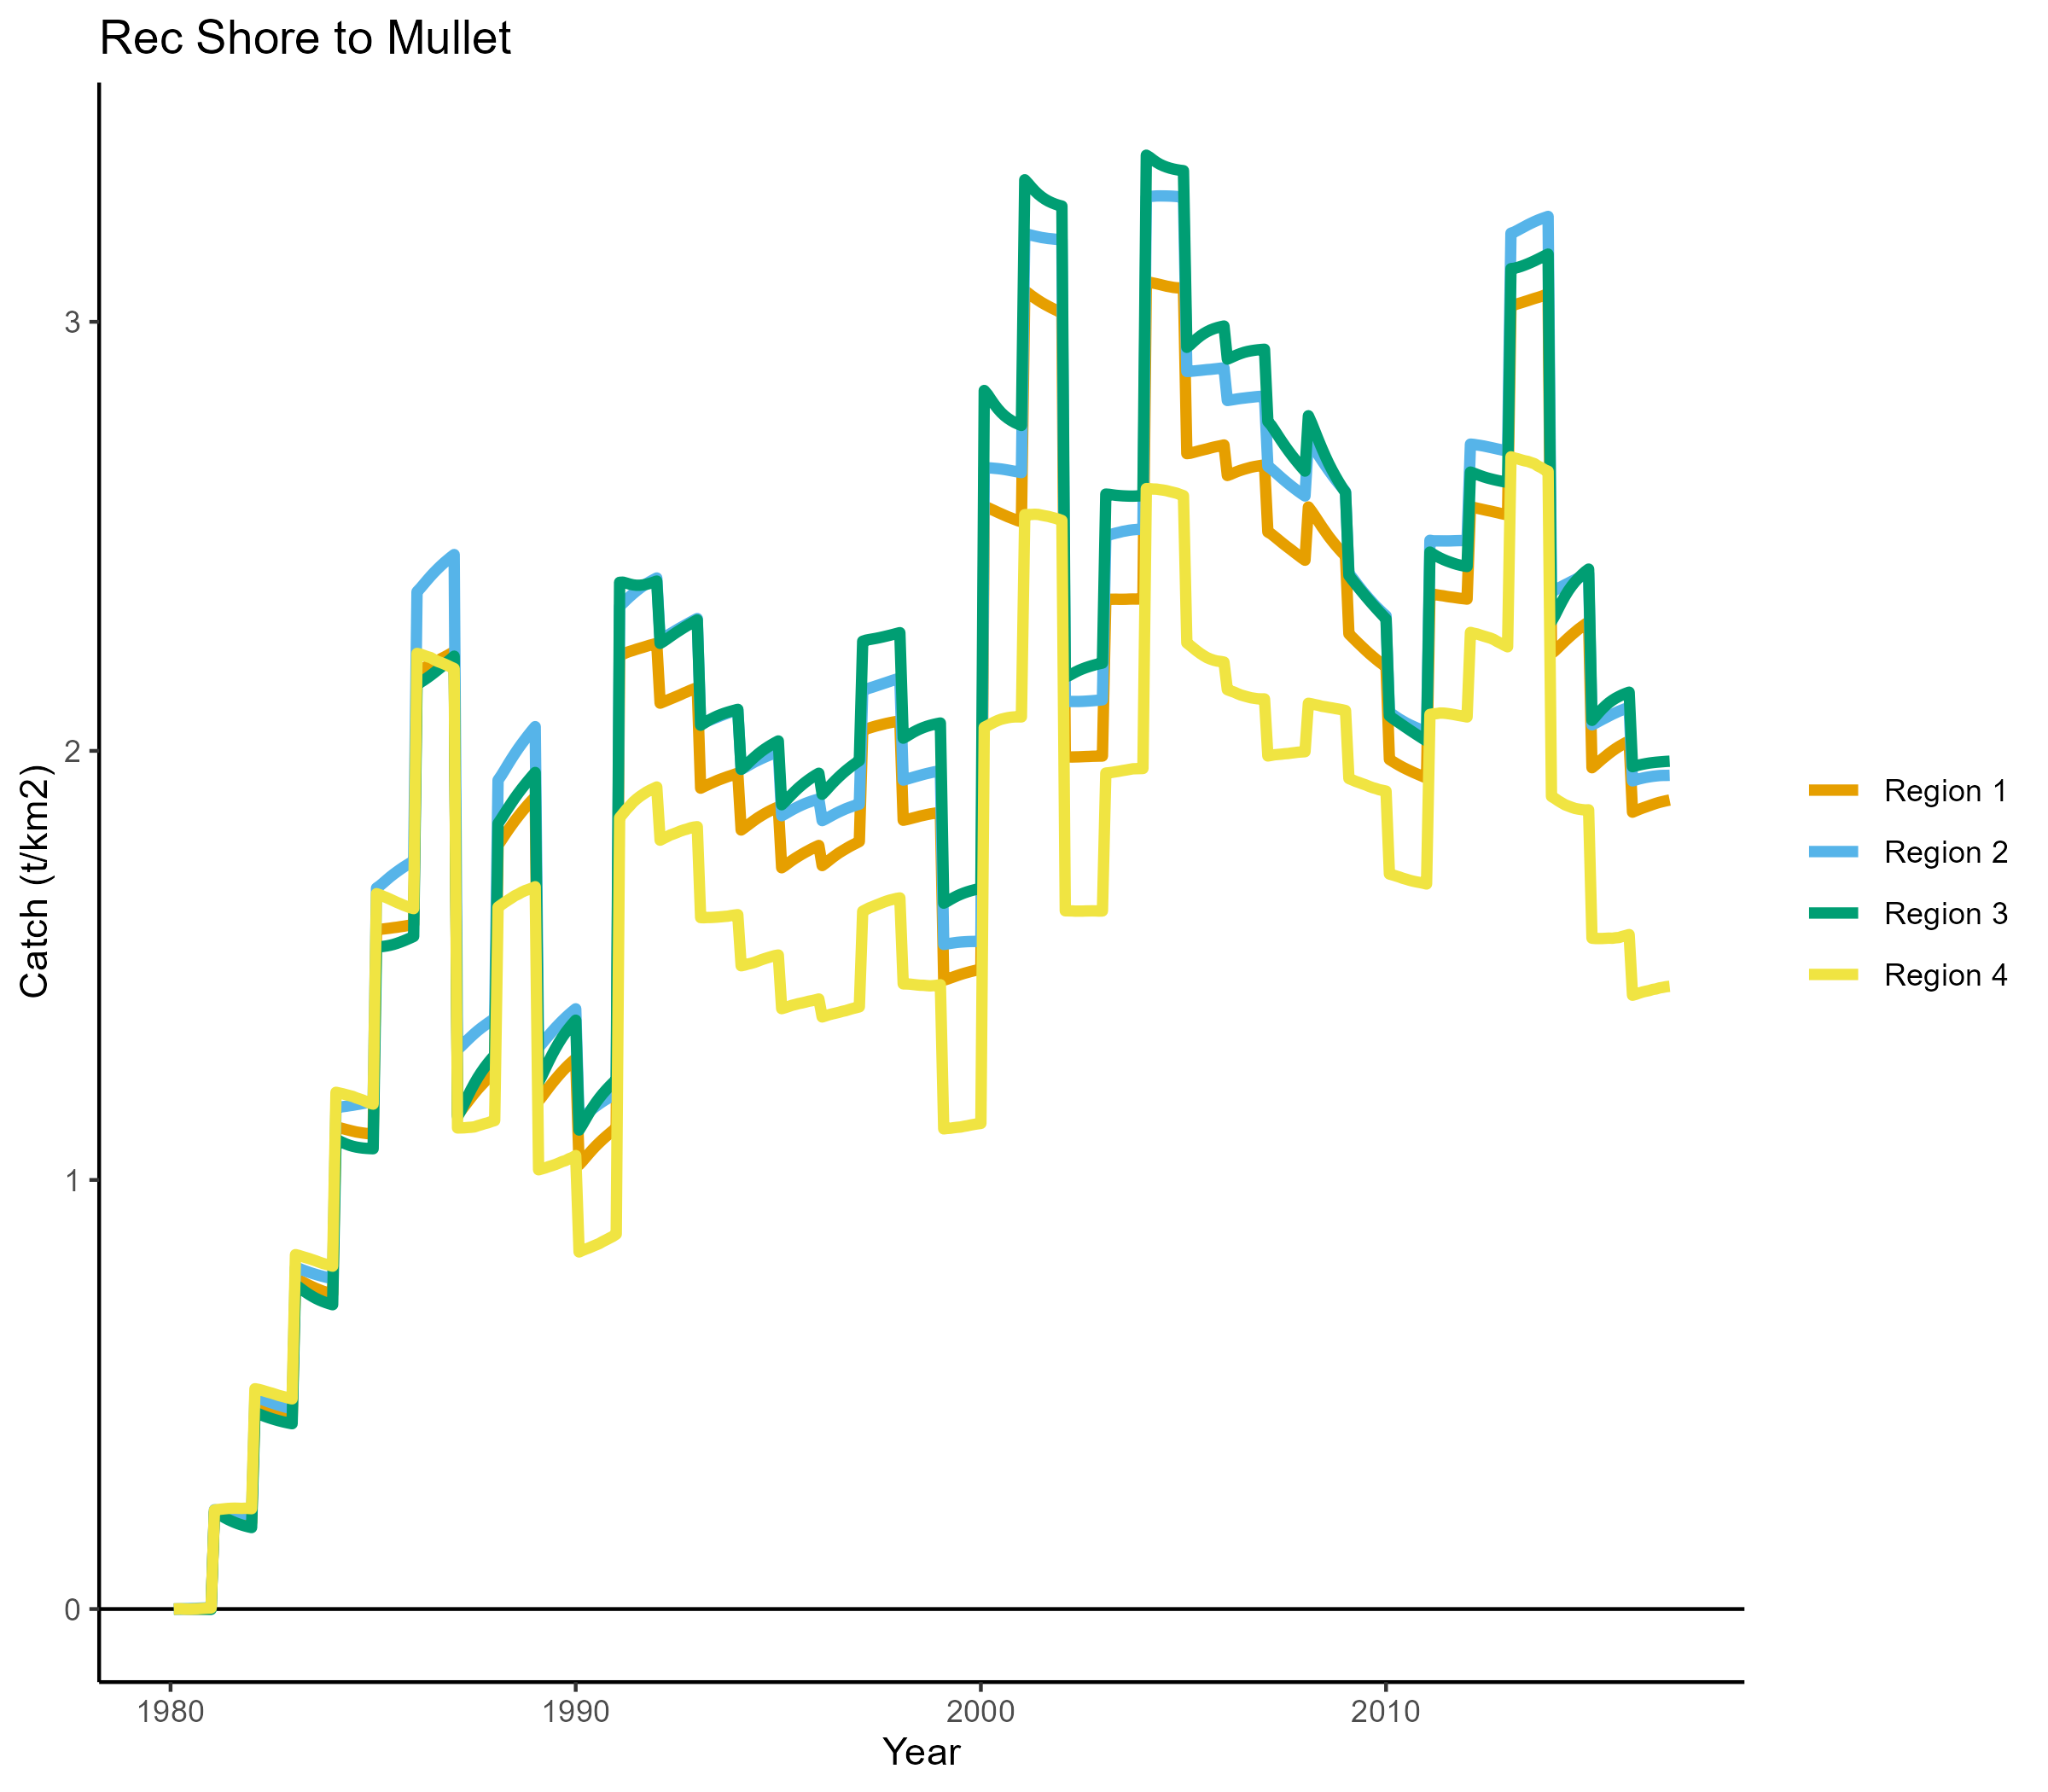 Rec Shore to Mullet
Catch (t/km2)
3
2
1
0
1980
1990
2000
2010
Year
Region 1
Region 2
Region 3
Region 4